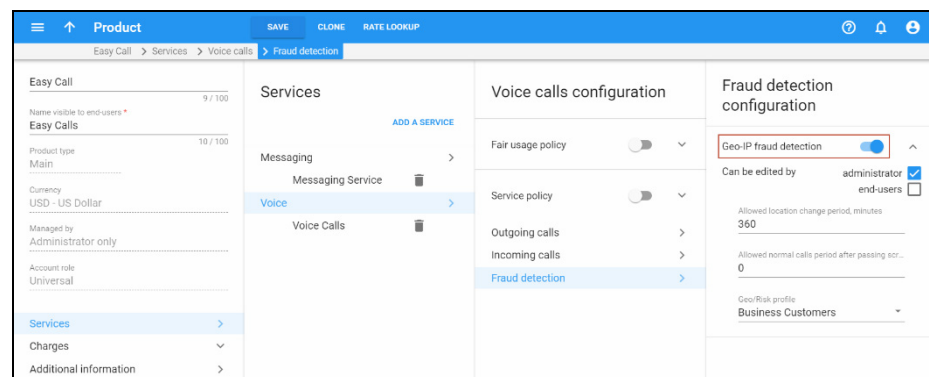 Product
SAVE CLONE RATE LOOKUP
Easy Call > Services > Voice calls > Fraud detection
Easy Call
9 / 100
Name visible to end-users *
Easy Calls
10 / 100
Product type
Main
Currency
USD - US Dollar
Managed by
Administrator only
Account role
Universal
Services
Charges
Additional information
Services
ADD A SERVICE
Messaging
Messaging Service
Voice
Voice Calls
Voice calls configuration
Fair usage policy
Service policy
Outgoing calls
Incoming calls
Fraud detection
Fraud detection
configuration
Geo-IP fraud detection
Can be edited by administrator
end-users
Allowed location change period, minutes
360
Allowed normal calls period after passing scr...
0
Geo/Risk profile
Business Customers